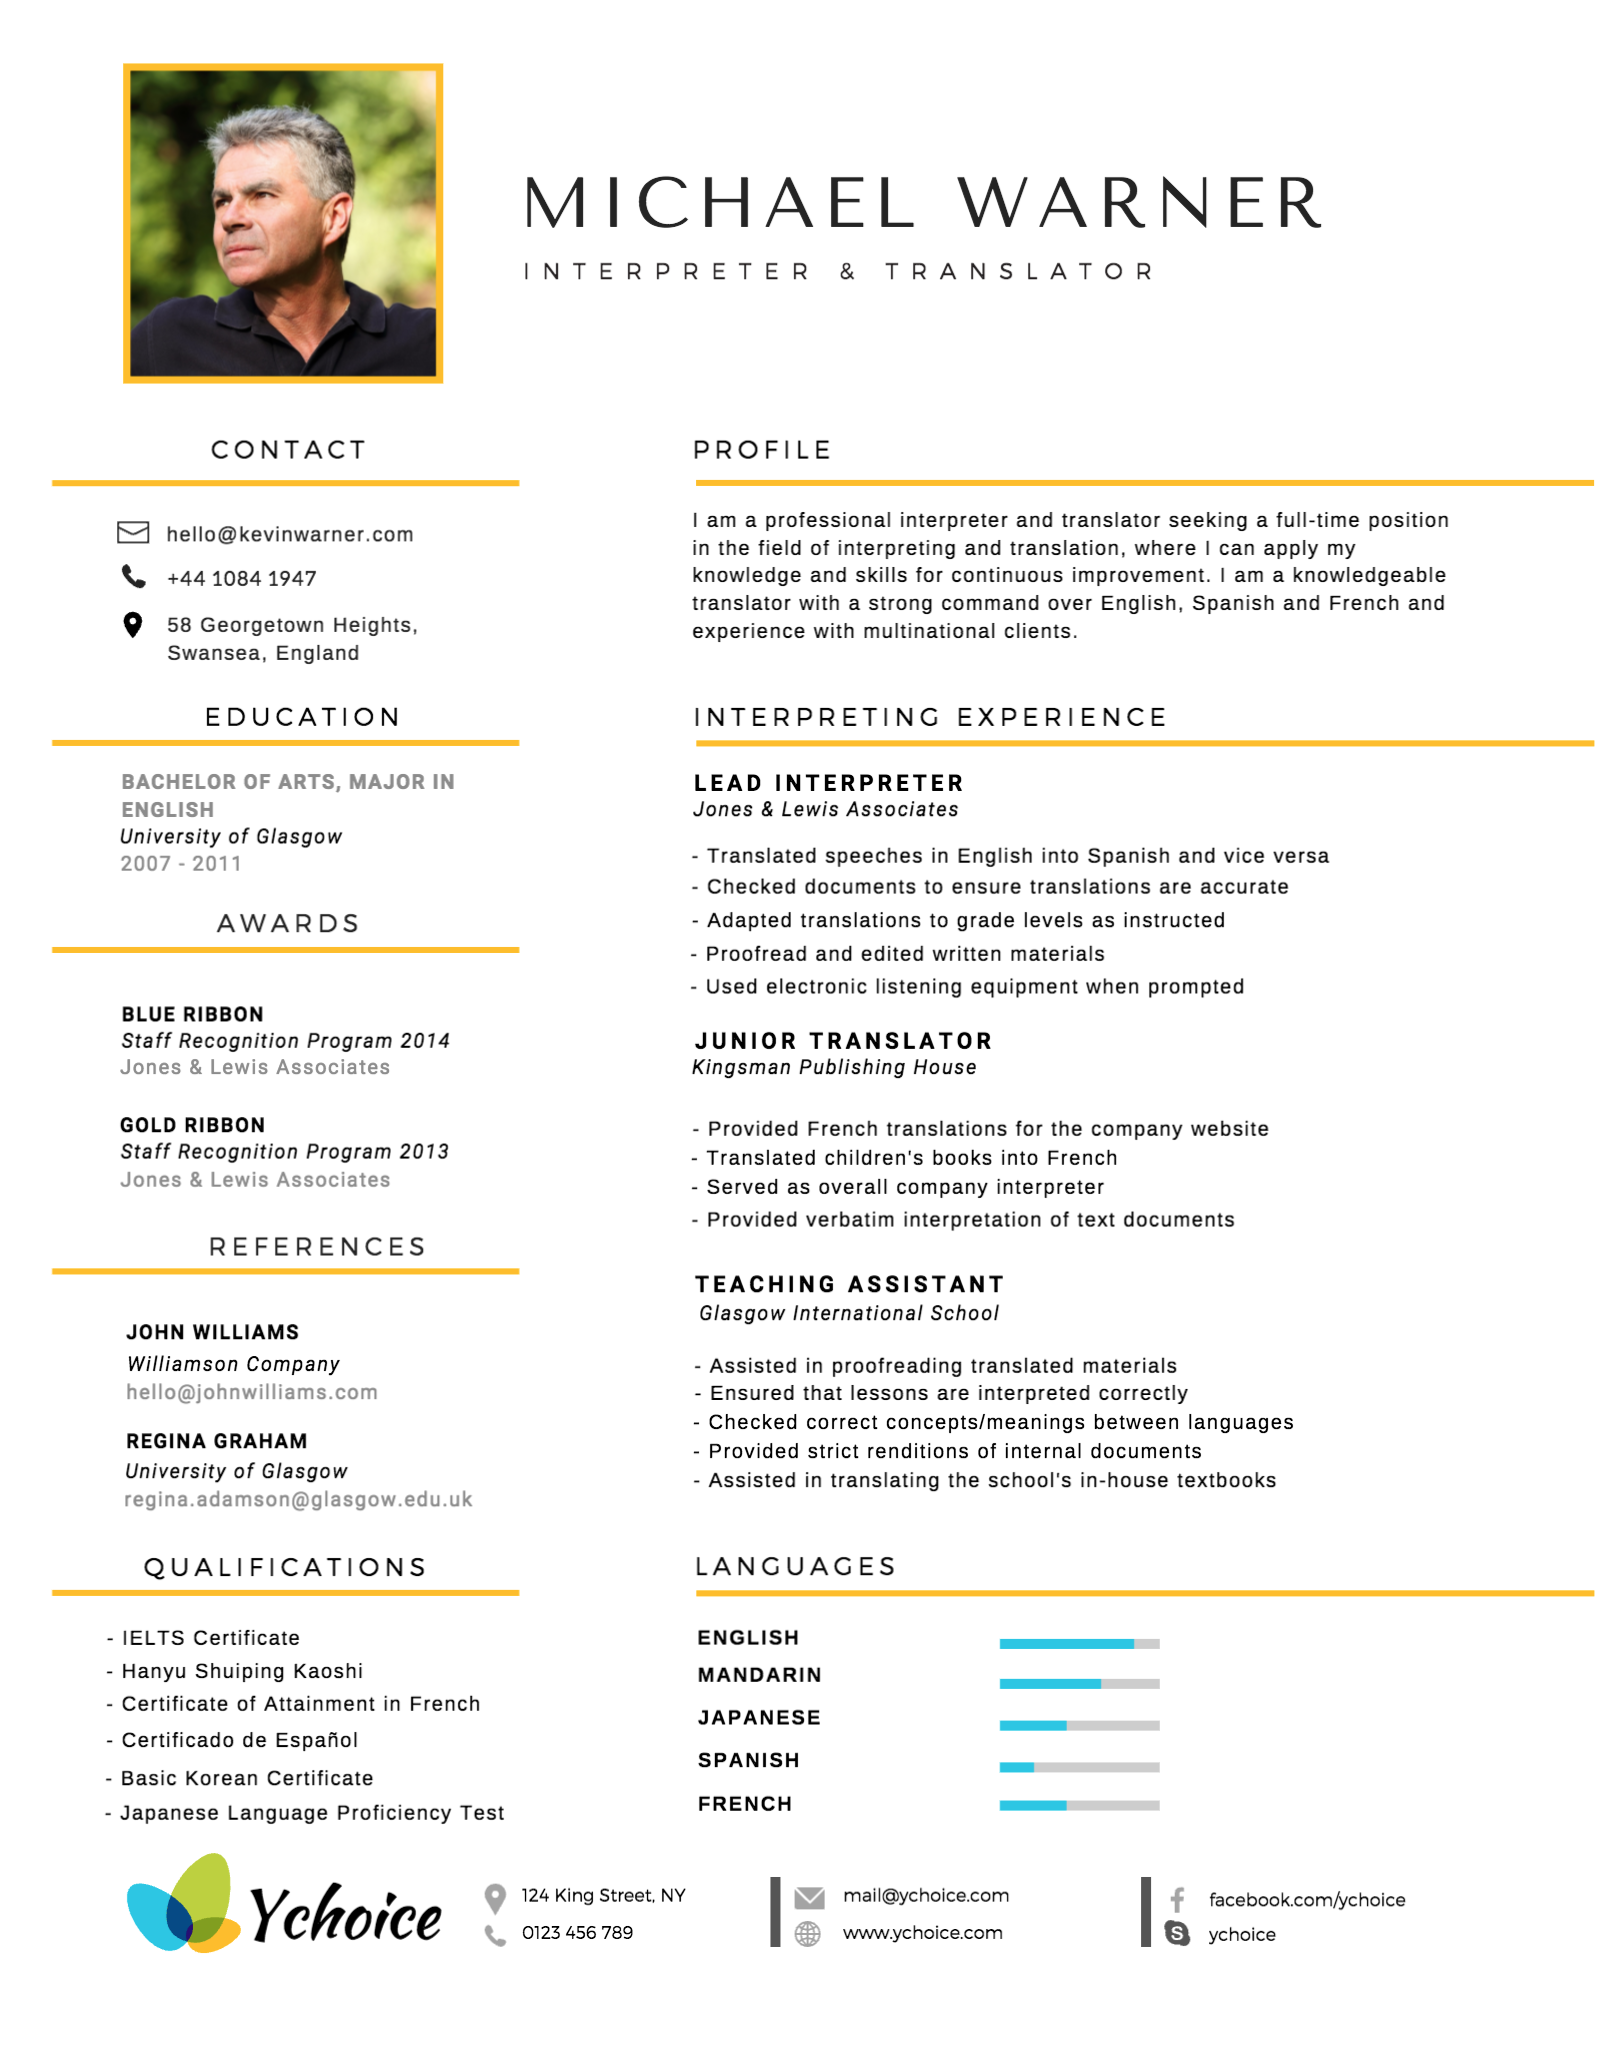 MICHAEL WARNER
INTERPRETER & TRANSLATOR
CONTACT
hello@kevinwarner.com
+44 1084 1947
58 Georgetown Heights,
Swansea, England
EDUCATION
BACHELOR OF ARTS, MAJOR IN
ENGLISH
University of Glasgow
2007 - 2011
AWARDS
BLUE RIBBON
Staff Recognition Program 2014
Jones & Lewis Associates
GOLD RIBBON
Staff Recognition Program 2013
Jones & Lewis Associates
REFERENCES
JOHN WILLIAMS
Williamson Company
hello@johnwilliams.com
REGINA GRAHAM
University of Glasgow
regina.adamson@glasgow.edu.uk
QUALIFICATIONS
- IELTS Certificate
- Hanyu Shuiping Kaoshi
- Certificate of Attainment in French
- Certificado de Español
- Basic Korean Certificate
- Japanese Language Proficiency Test
PROFILE
I am a professional interpreter and translator seeking a full-time position
in the field of interpreting and translation, where I can apply my
knowledge and skills for continuous improvement. I am a knowledgeable
translator with a strong command over English, Spanish and French and
experience with multinational clients.
INTERPRETING EXPERIENCE
LEAD INTERPRETER
Jones & Lewis Associates
- Translated speeches in English into Spanish and vice versa
- Checked documents to ensure translations are accurate
- Adapted translations to grade levels as instructed
- Proofread and edited written materials
- Used electronic listening equipment when prompted
JUNIOR TRANSLATOR
Kingsman Publishing House
- Provided French translations for the company website
- Translated children's books into French
- Served as overall company interpreter
- Provided verbatim interpretation of text documents
TEACHING ASSISTANT
Glasgow International School
- Assisted in proofreading translated materials
- Ensured that lessons are interpreted correctly
- Checked correct concepts/meanings between languages
- Provided strict renditions of internal documents
- Assisted in translating the school's in-house textbooks
LANGUAGES
ENGLISH
MANDARIN
JAPANESE
SPANISH
FRENCH
Ychoice
124 King Street, NY
0123 456 789
mail@ychoice.com
www.ychoice.com
facebook.com/ychoice
ychoice